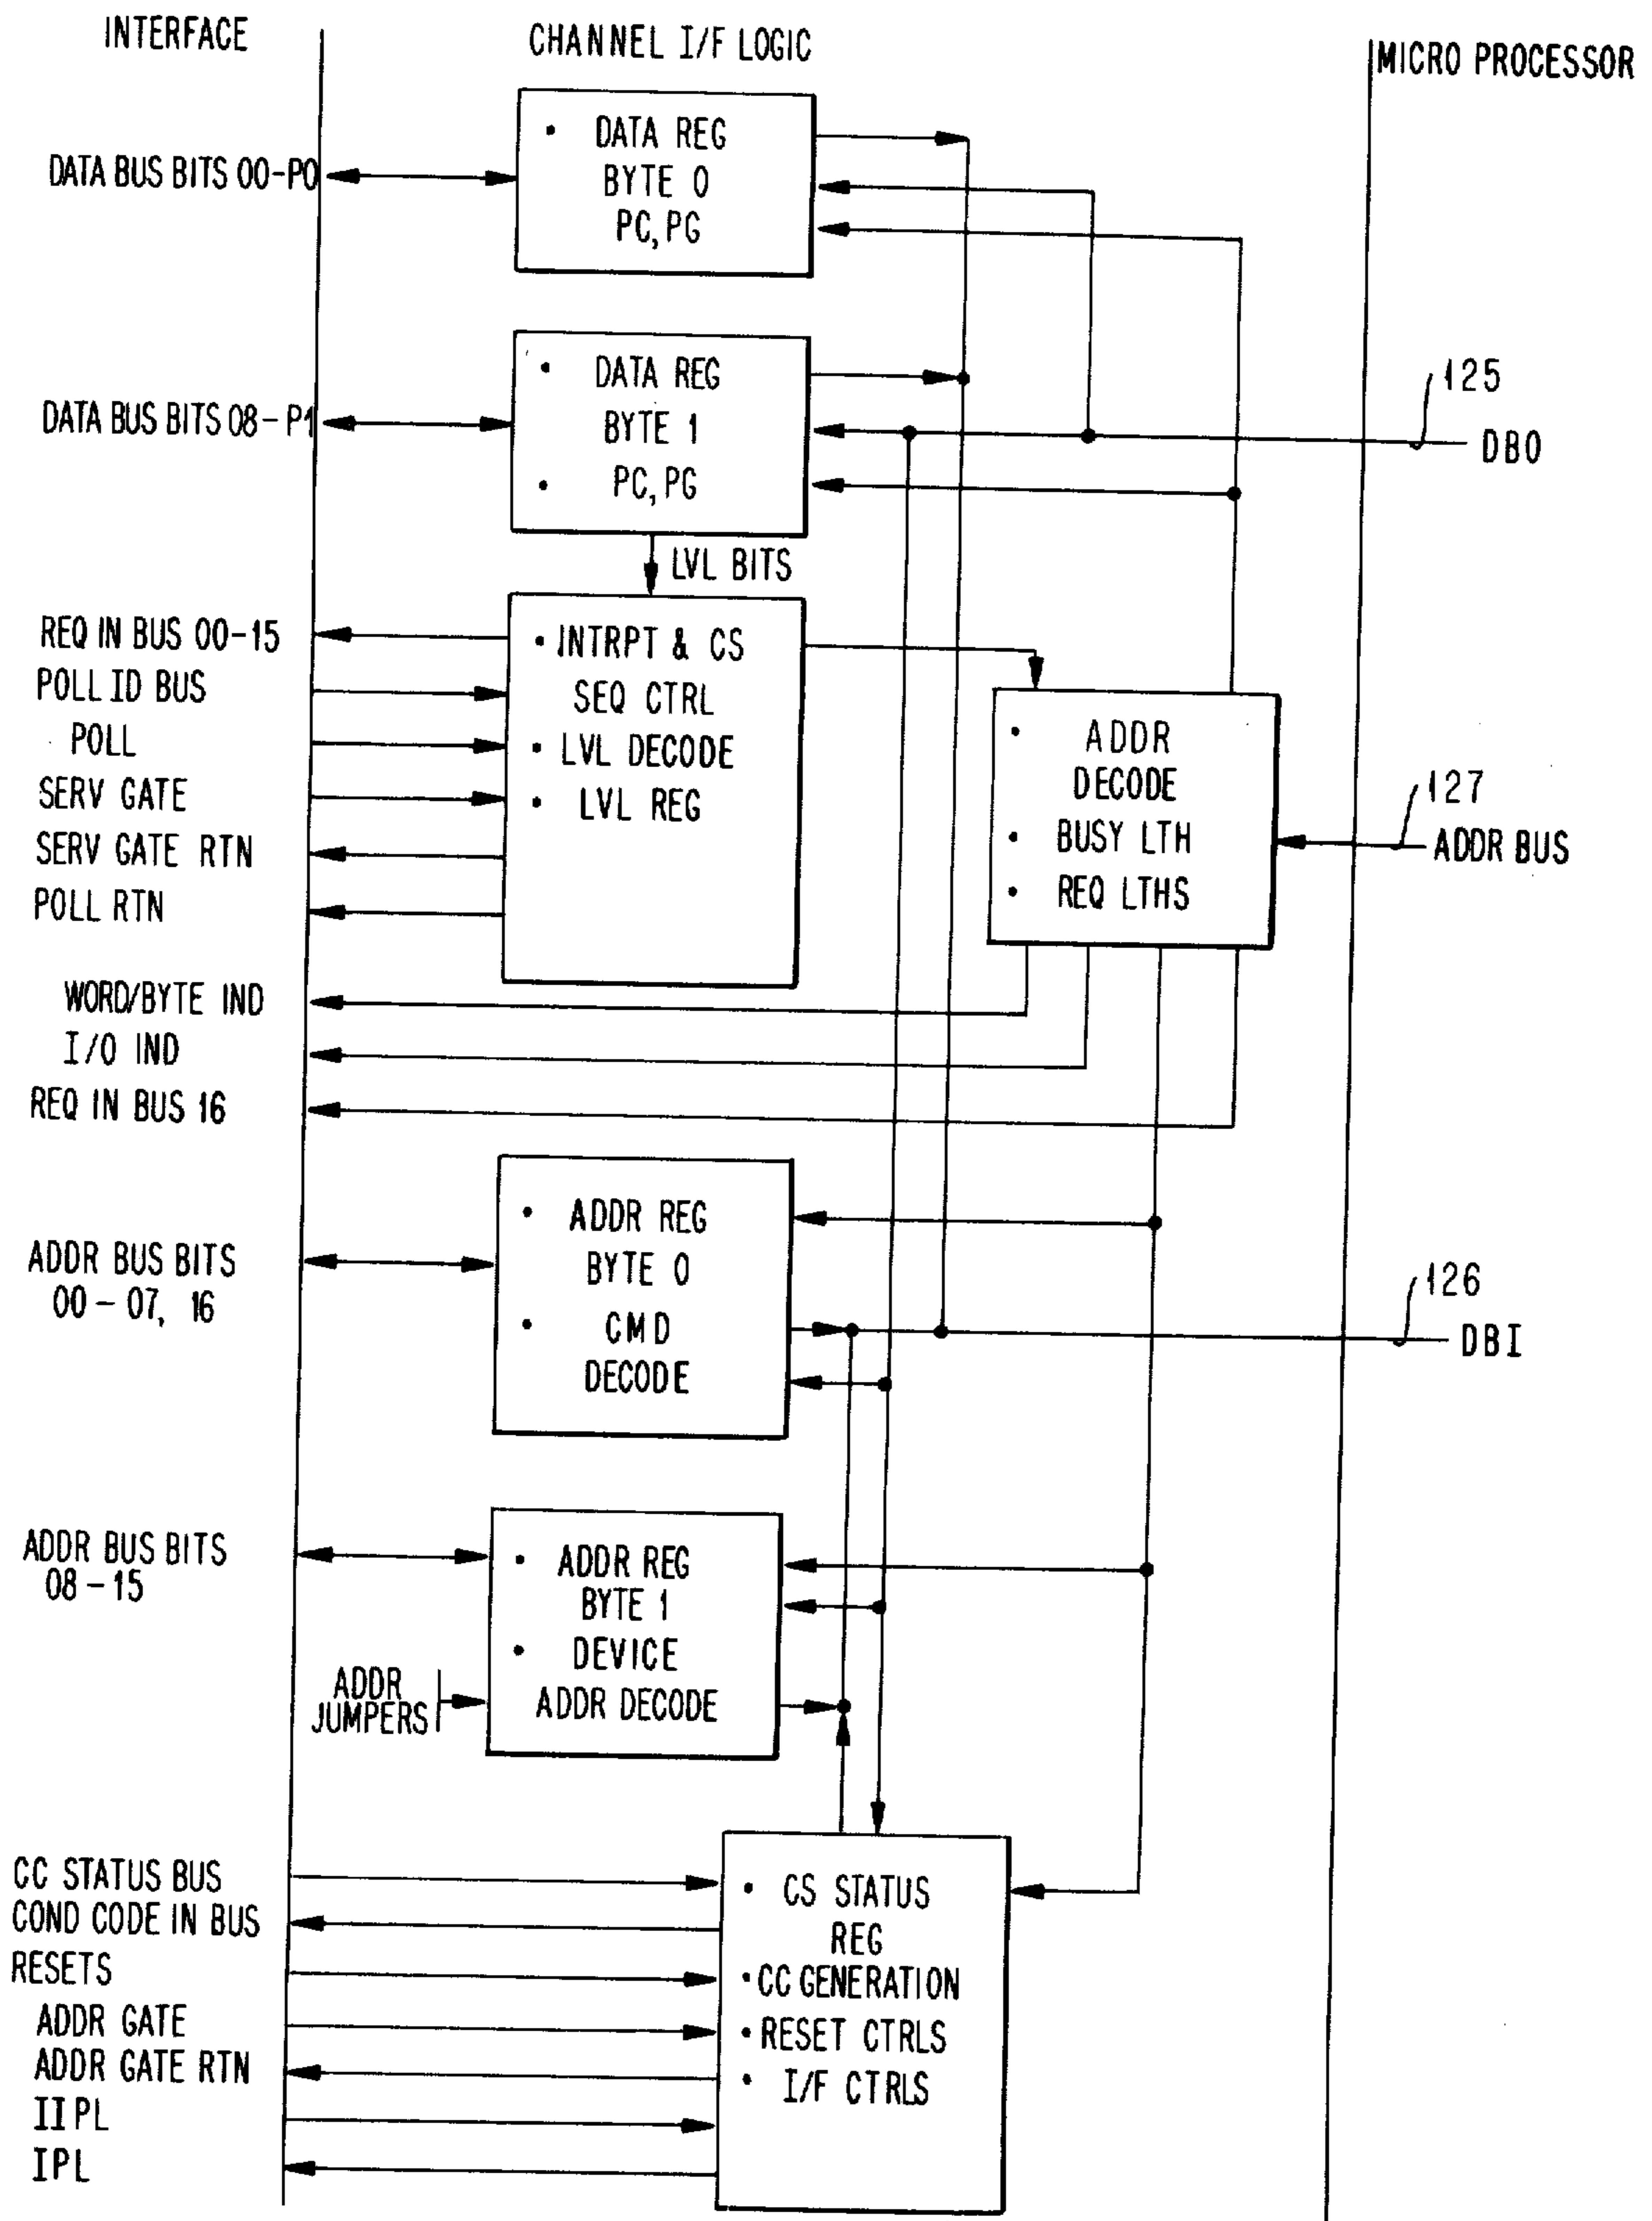 INTERFACE
CHANNEL I/F LOGIC
MICRO PROCESSOR
DATA BUS BITS 00-P0
• DATA REG
BYTE 0
PC, PG
DATA BUS BITS 08-P1
• DATA REG
BYTE 1
• PC, PG
125
DBO
LVL BITS
REQ IN BUS 00-15
POLL ID BUS
POLL
SERV GATE
SERV GATE RTN
POLL RTN
• INTRPT & CS
SEQ CTRL
• LVL DECODE
• LVL REG
• ADDR
DECODE
• BUSY LTH
• REQ LTHS
127
ADDR BUS
WORD/BYTE IND
I/O IND
REQ IN BUS 16
ADDR BUS BITS
00-07, 16
• ADDR REG
BYTE 0
• CMD
DECODE
126
DBI
ADDR BUS BITS
08-15
• ADDR REG
BYTE 1
• DEVICE
ADDR DECODE
ADDR
JUMPERS
CC STATUS BUS
COND CODE IN BUS
RESETS
ADDR GATE
ADDR GATE RTN
IIPL
IPL
• CS STATUS
REG
• CC GENERATION
• RESET CTRLS
• I/F CTRLS